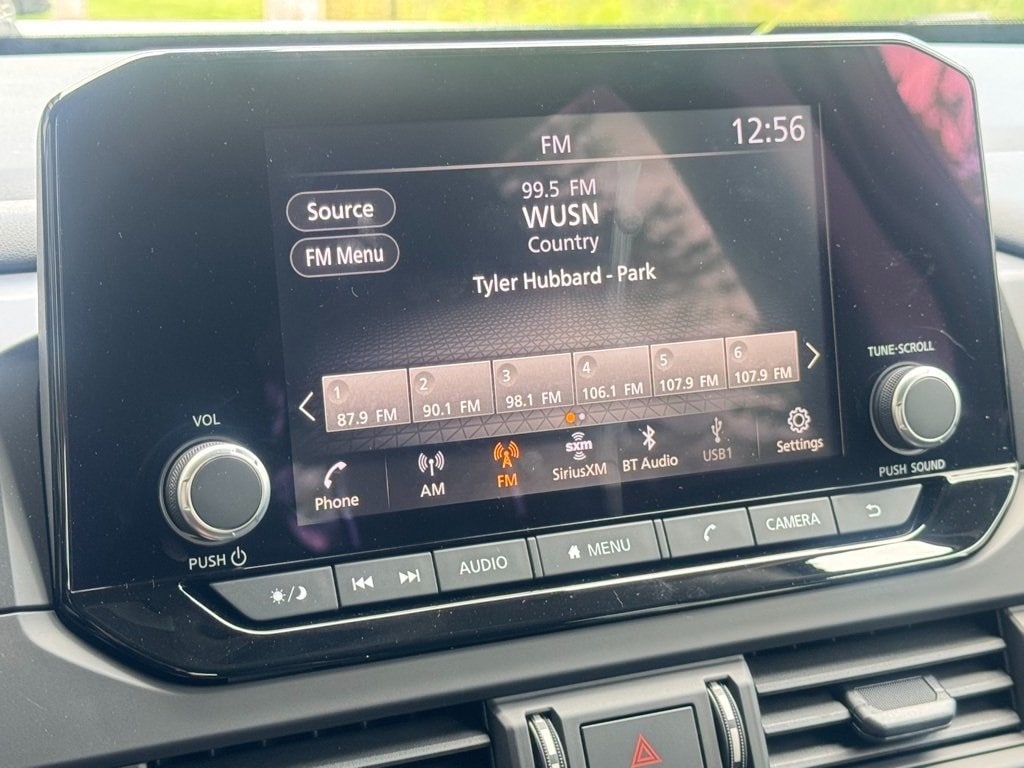 FM
12:56
Source
FM Menu
99.5 FM
WUSN
Country
Tyler Hubbard - Park
1
87.9 FM
2
90.1 FM
3
98.1 FM
4
106.1 FM
5
107.9 FM
6
107.9 FM
Phone
AM
FM
sxm
SiriusXM
BT Audio
USB1
Settings
VOL
PUSH
TUNE·SCROLL
PUSH SOUND
AUDIO
MENU
CAMERA